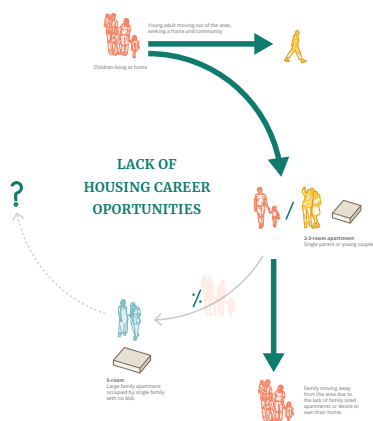 Young adult moving out of the area,
seeking a home and community
Children living at home
LACK OF
HOUSING CAREER
OPORTUNITIES
?
/
2-3-room apartment
Single parent or young couple
٪
5-room
Large family apartment
occupied by single family
with no kids
Family moving away
from the area due to
the lack of family sized
apartments or desire to
own their home.